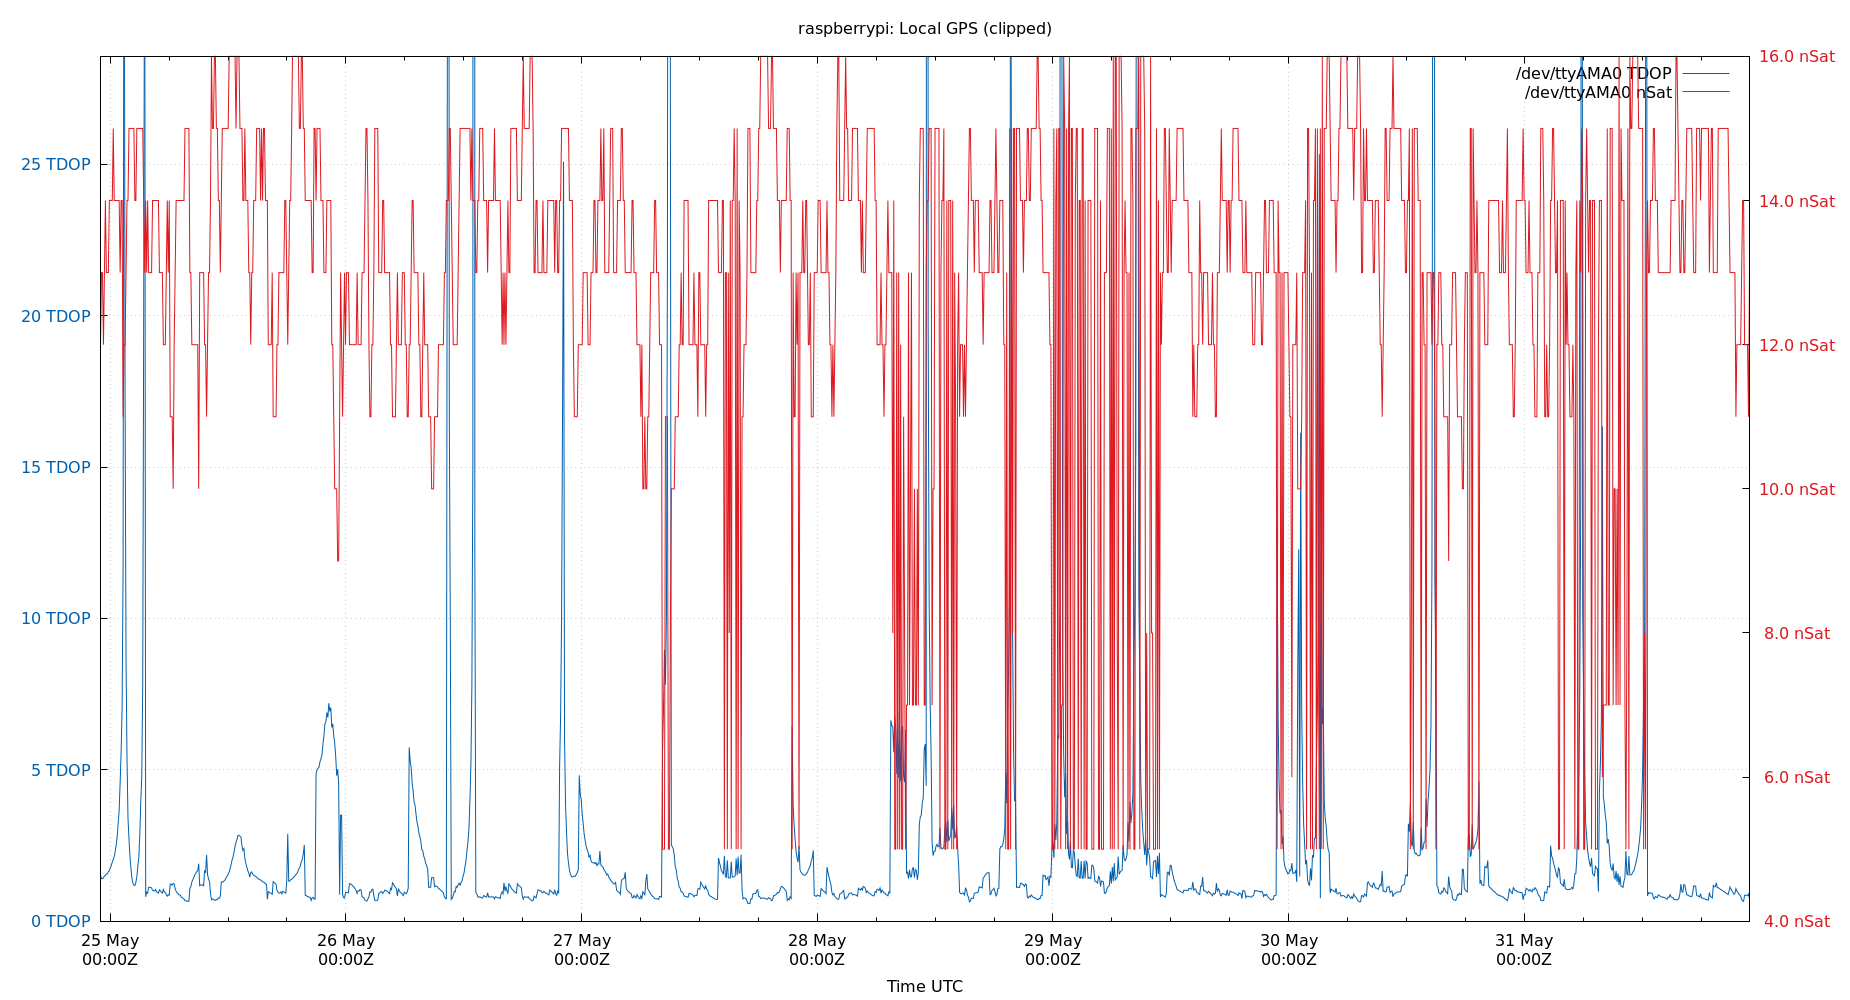 raspberrypi: Local GPS (clipped)
/dev/ttyAMA0 TDOP
/dev/ttyAMA0 nSat
25 TDOP
20 TDOP
15 TDOP
10 TDOP
5 TDOP
0 TDOP
16.0 nSat
14.0 nSat
12.0 nSat
10.0 nSat
8.0 nSat
6.0 nSat
4.0 nSat
25 May
00:00Z
26 May
00:00Z
27 May
00:00Z
28 May
00:00Z
29 May
00:00Z
30 May
00:00Z
31 May
00:00Z
Time UTC